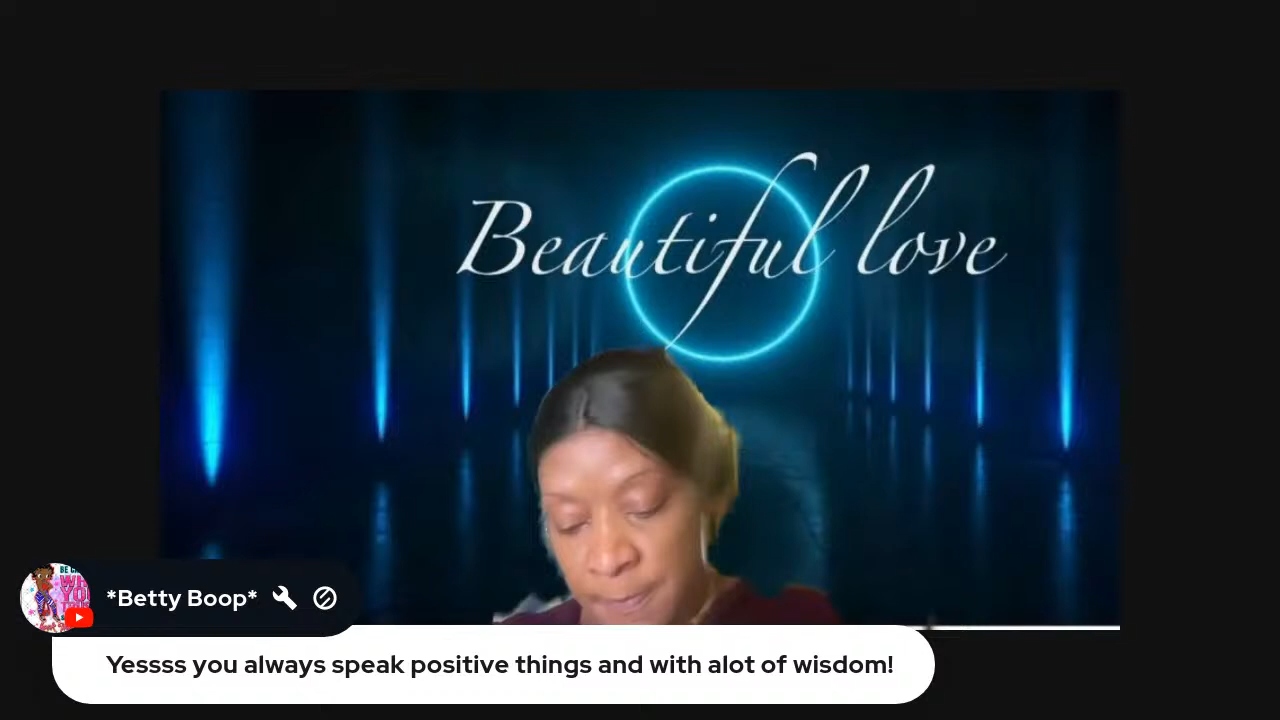 Beautiful love
*Betty Boop*
Yessss you always speak positive things and with alot of wisdom!